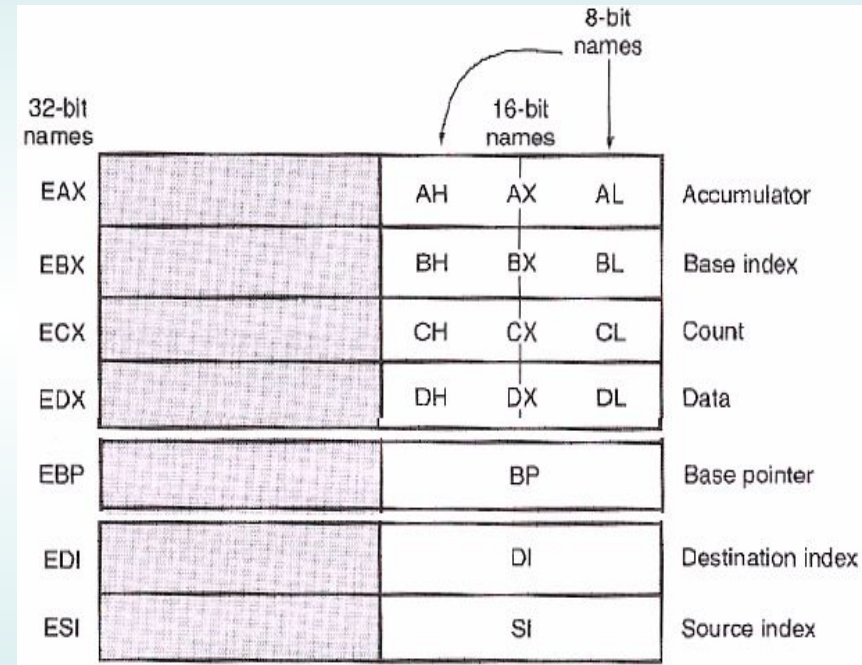 8-bit
names
32-bit
names
16-bit
names
EAX AH AX AL Accumulator
EBX BH BX BL Base index
ECX CH CX CL Count
EDX DH DX DL Data
EBP BP Base pointer
EDI DI Destination index
ESI SI Source index